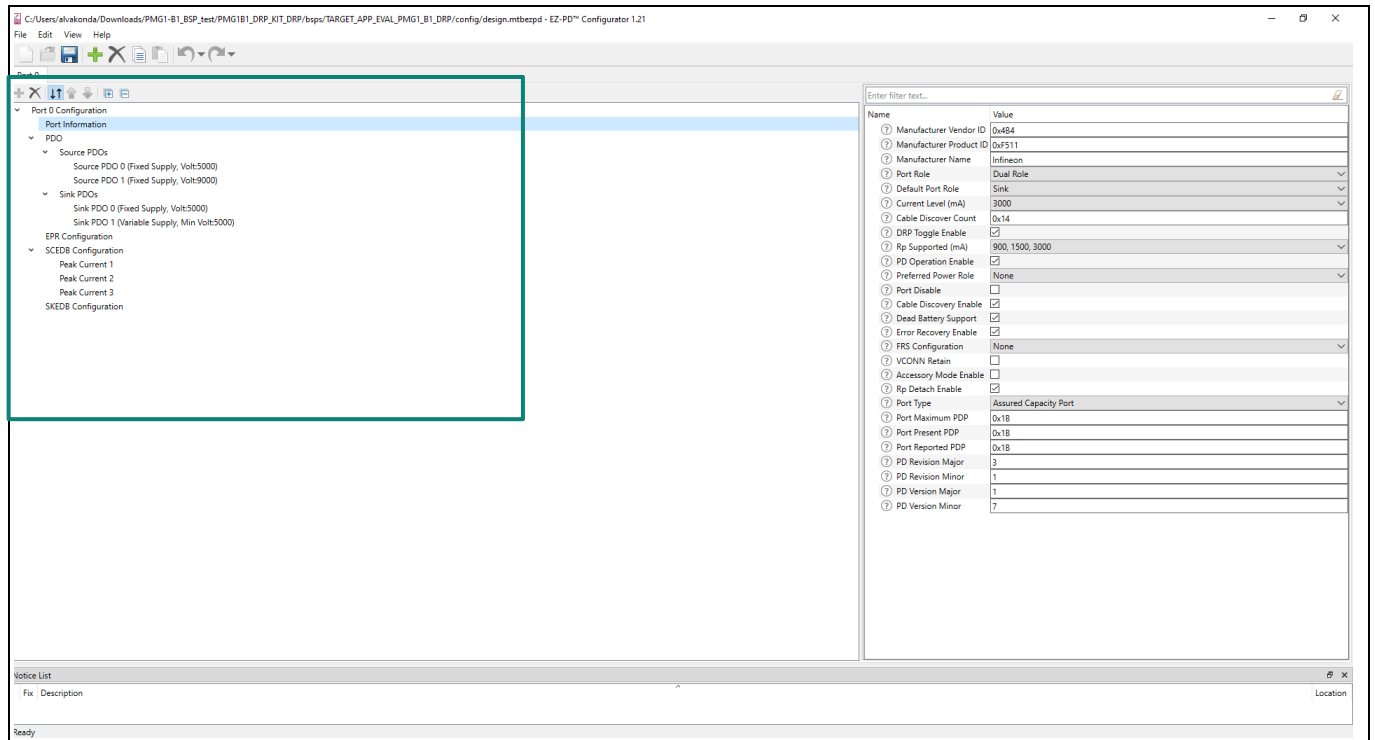 C:/Users/alvakonda/Downloads/PMG1-B1_BSP_test/PMG1B1_DRP_KIT_DRP/bsps/TARGET_APP_EVAL_PMG1_B1_DRP/config/design.mtbezpd - EZ-PD™ Configurator 1.21
File Edit View Help
Port 0
Port 0 Configuration
Port Information
PDO
Source PDOs
Source PDO 0 (Fixed Supply, Volt:5000)
Source PDO 1 (Fixed Supply, Volt:9000)
Sink PDOs
Sink PDO 0 (Fixed Supply, Volt:5000)
Sink PDO 1 (Variable Supply, Min Volt:5000)
EPR Configuration
SCEDB Configuration
Peak Current 1
Peak Current 2
Peak Current 3
SKEDB Configuration
Enter filter text...
Name Value
Manufacturer Vendor ID 0x4B4
Manufacturer Product ID 0xF511
Manufacturer Name Infineon
Port Role Dual Role
Default Port Role Sink
Current Level (mA) 3000
Cable Discover Count 0x14
DRP Toggle Enable
Rp Supported (mA) 900, 1500, 3000
PD Operation Enable
Preferred Power Role None
Port Disable
Cable Discovery Enable
Dead Battery Support
Error Recovery Enable
FRS Configuration None
VCONN Retain
Accessory Mode Enable
Rp Detach Enable
Port Type Assured Capacity Port
Port Maximum PDP 0x1B
Port Present PDP 0x1B
Port Reported PDP 0x1B
PD Revision Major 3
PD Revision Minor 1
PD Version Major 1
PD Version Minor 7
Notice List
Fix Description Location
Ready